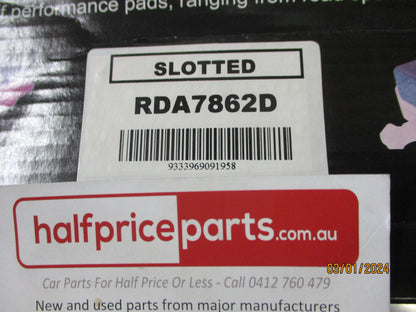 performance pads, ranging from road
SLOTTED
RDA7862D
9333969091958
halfpriceparts.com.au
03/01/2024
Car Parts For Half Price Or Less - Call 0412 760 479
New and used parts from major manufacturers